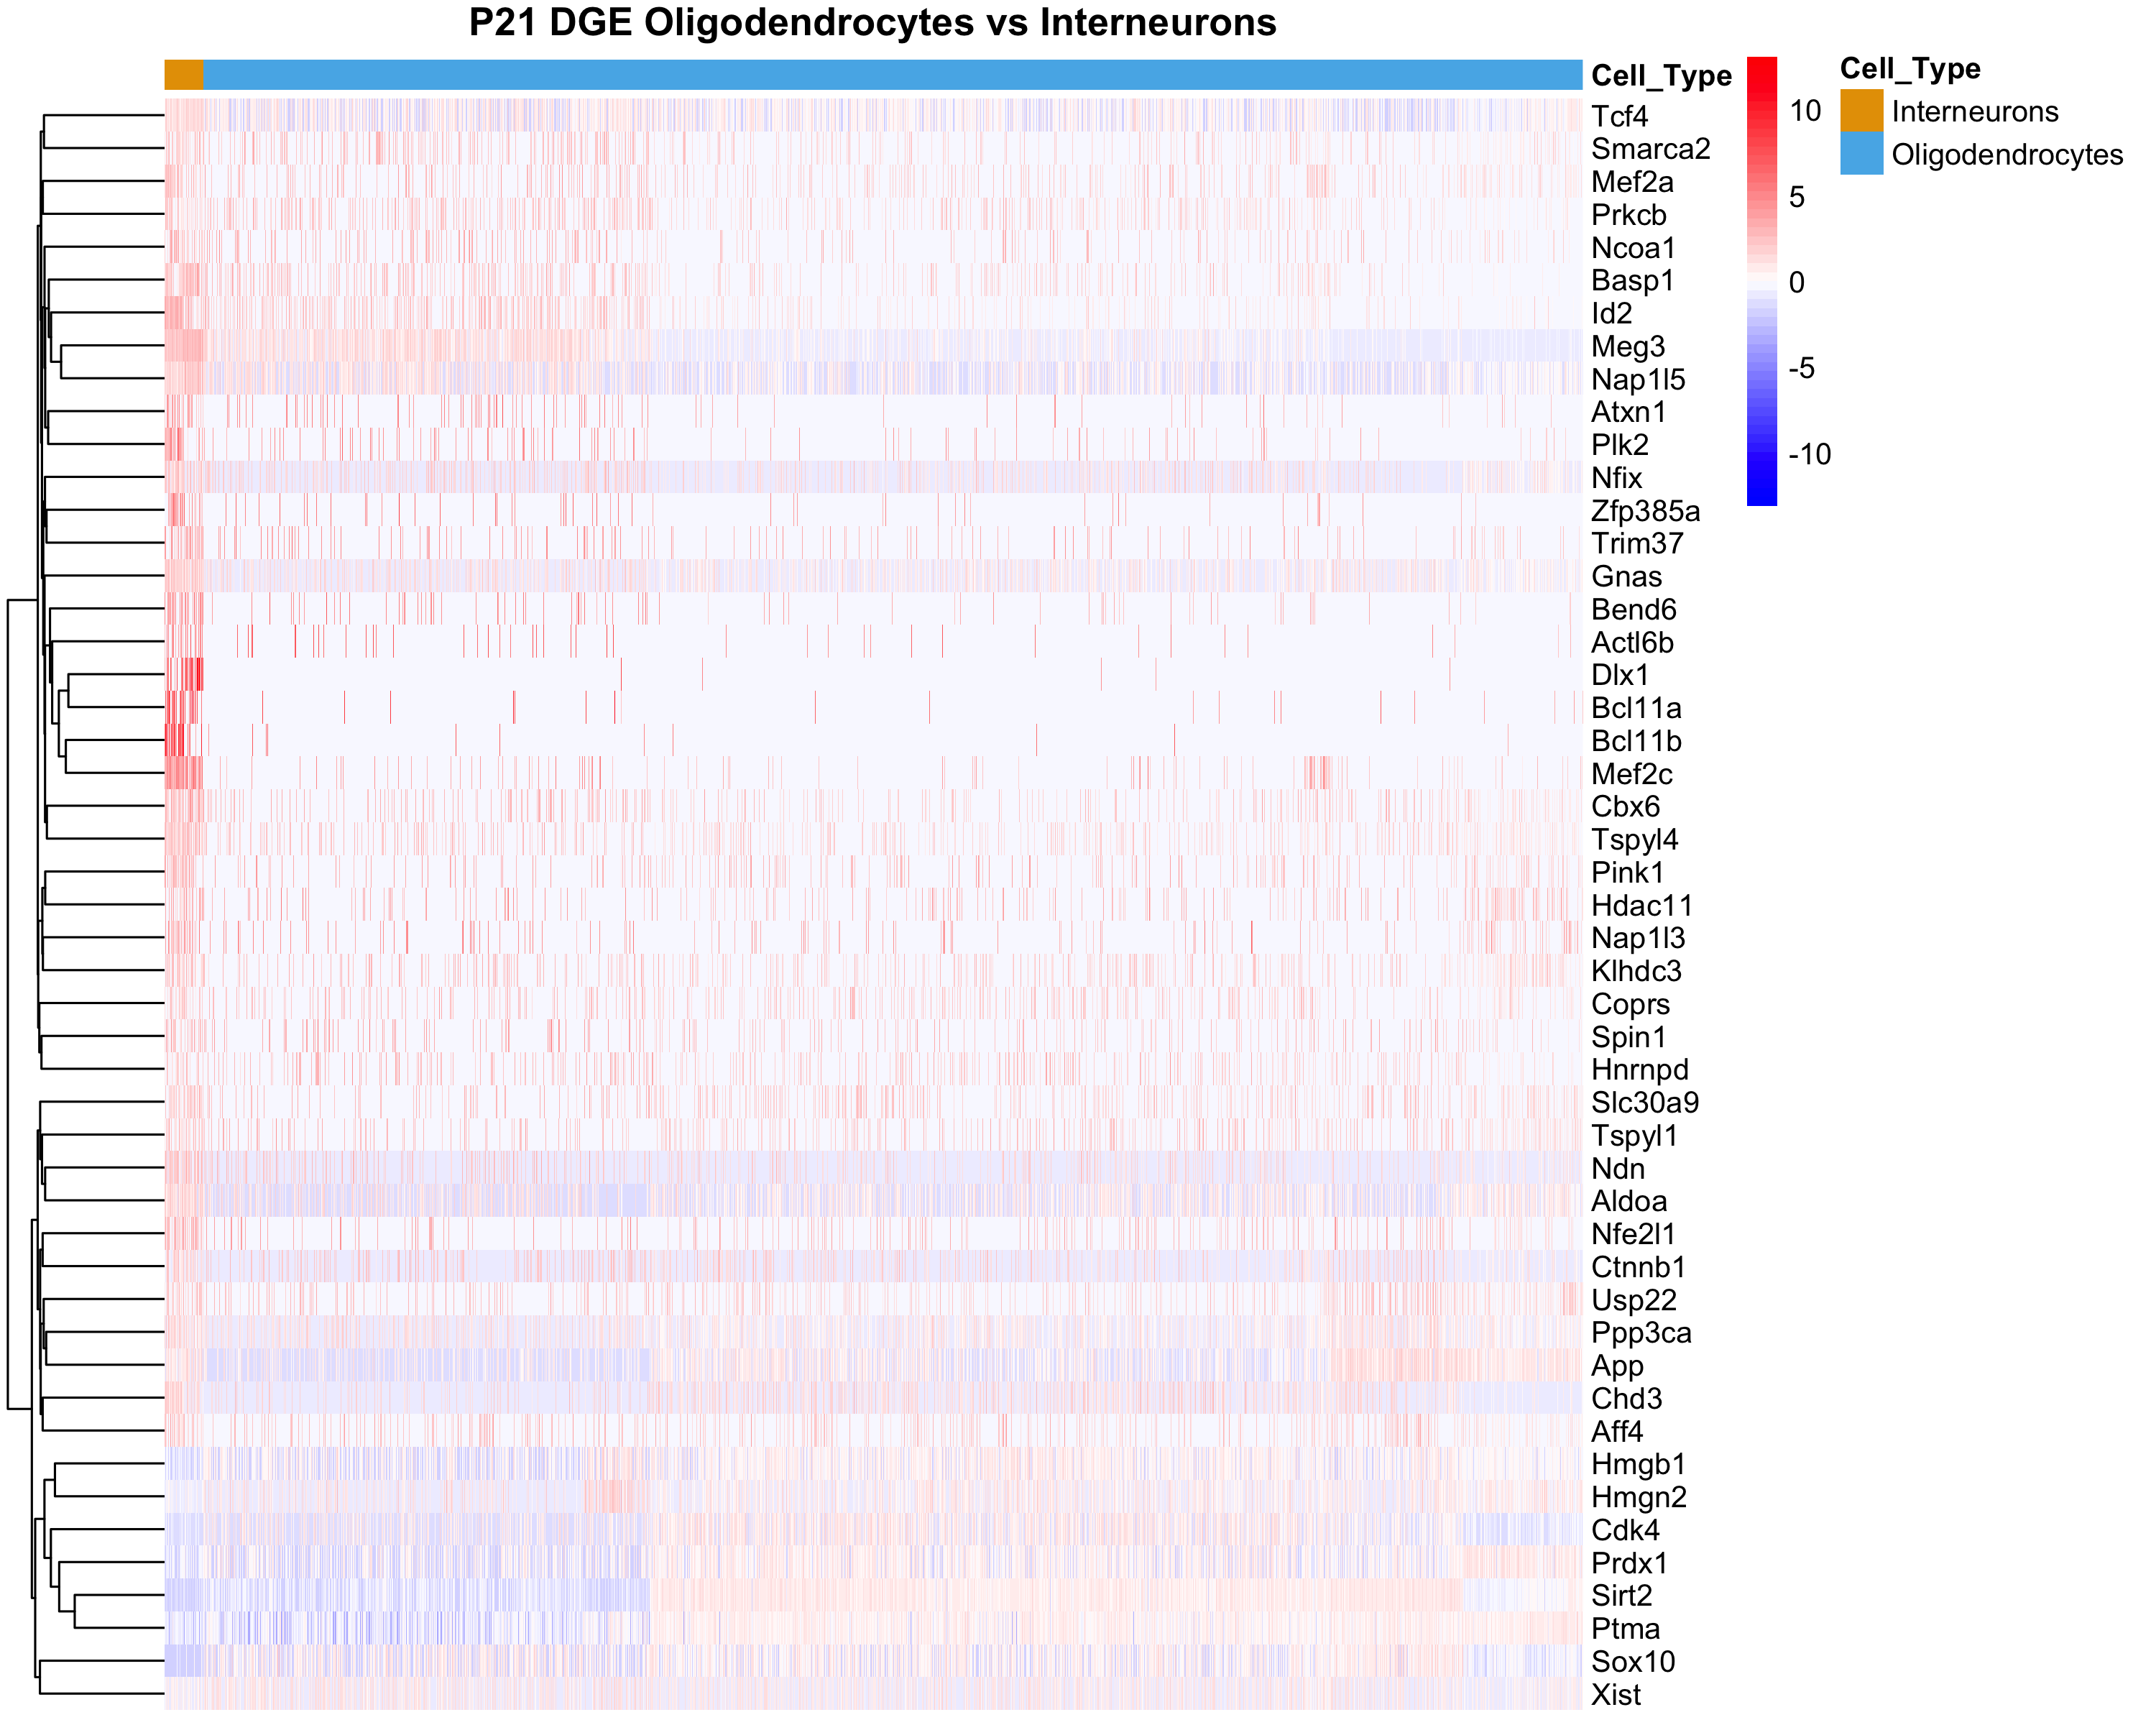 P21 DGE Oligodendrocytes vs Interneurons
Cell_Type
Tcf4
Smarca2
Mef2a
Prkcb
Ncoa1
Basp1
Id2
Meg3
Nap1l5
Atxn1
Plk2
Nfix
Zfp385a
Trim37
Gnas
Bend6
Actl6b
Dlx1
Bcl11a
Bcl11b
Mef2c
Cbx6
Tspyl4
Pink1
Hdac11
Nap1l3
Klhdc3
Coprs
Spin1
Hnrnpd
Slc30a9
Tspyl1
Ndn
Aldoa
Nfe2l1
Ctnnb1
Usp22
Ppp3ca
App
Chd3
Aff4
Hmgb1
Hmgn2
Cdk4
Prdx1
Sirt2
Ptma
Sox10
Xist
10
5
0
-5
-10
Cell_Type
Interneurons
Oligodendrocytes